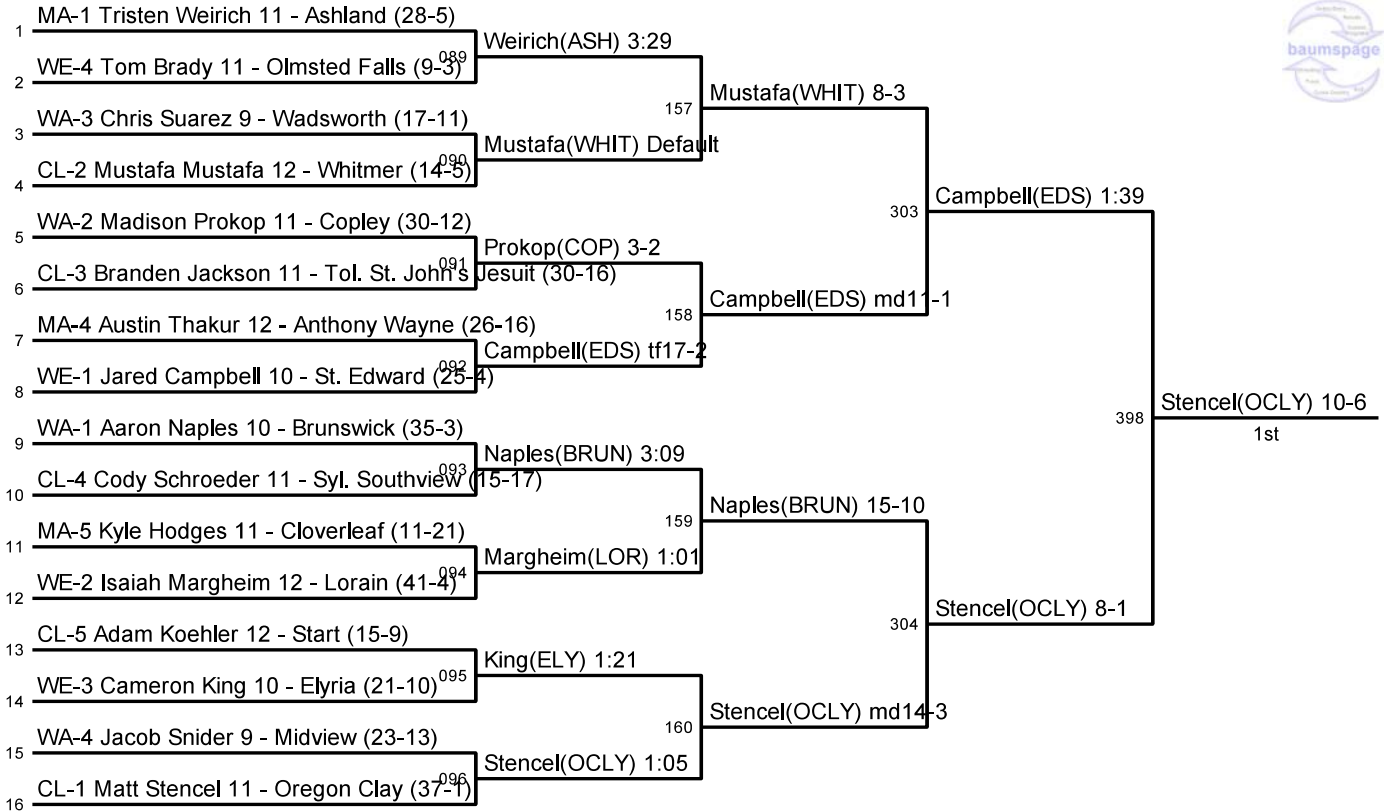 1 MA-1 Tristen Weirich 11 - Ashland (28-5)
089 Weirich(ASH) 3:29
2 WE-4 Tom Brady 11 - Olmsted Falls (9-3)
157 Mustafa(WHIT) 8-3
3 WA-3 Chris Suarez 9 - Wadsworth (17-11)
090 Mustafa(WHIT) Default
4 CL-2 Mustafa Mustafa 12 - Whitmer (14-5)
303 Campbell(EDS) 1:39
5 WA-2 Madison Prokop 11 - Copley (30-12)
091 Prokop(COP) 3-2
6 CL-3 Branden Jackson 11 - Tol. St. John's Jesuit (30-16)
158 Campbell(EDS) md11-1
7 MA-4 Austin Thakur 12 - Anthony Wayne (26-16)
092 Campbell(EDS) tf17-2
8 WE-1 Jared Campbell 10 - St. Edward (25-4)
398 Stencel(OCLY) 10-6
1st
9 WA-1 Aaron Naples 10 - Brunswick (35-3)
093 Naples(BRUN) 3:09
10 CL-4 Cody Schroeder 11 - Syl. Southview (15-17)
159 Naples(BRUN) 15-10
11 MA-5 Kyle Hodges 11 - Cloverleaf (11-21)
094 Margheim(LOR) 1:01
12 WE-2 Isaiah Margheim 12 - Lorain (41-4)
304 Stencel(OCLY) 8-1
13 CL-5 Adam Koehler 12 - Start (15-9)
095 King(ELY) 1:21
14 WE-3 Cameron King 10 - Elyria (21-10)
160 Stencel(OCLY) md14-3
15 WA-4 Jacob Snider 9 - Midview (23-13)
096 Stencel(OCLY) 1:05
16 CL-1 Matt Stencel 11 - Oregon Clay (37-1)
baumspage